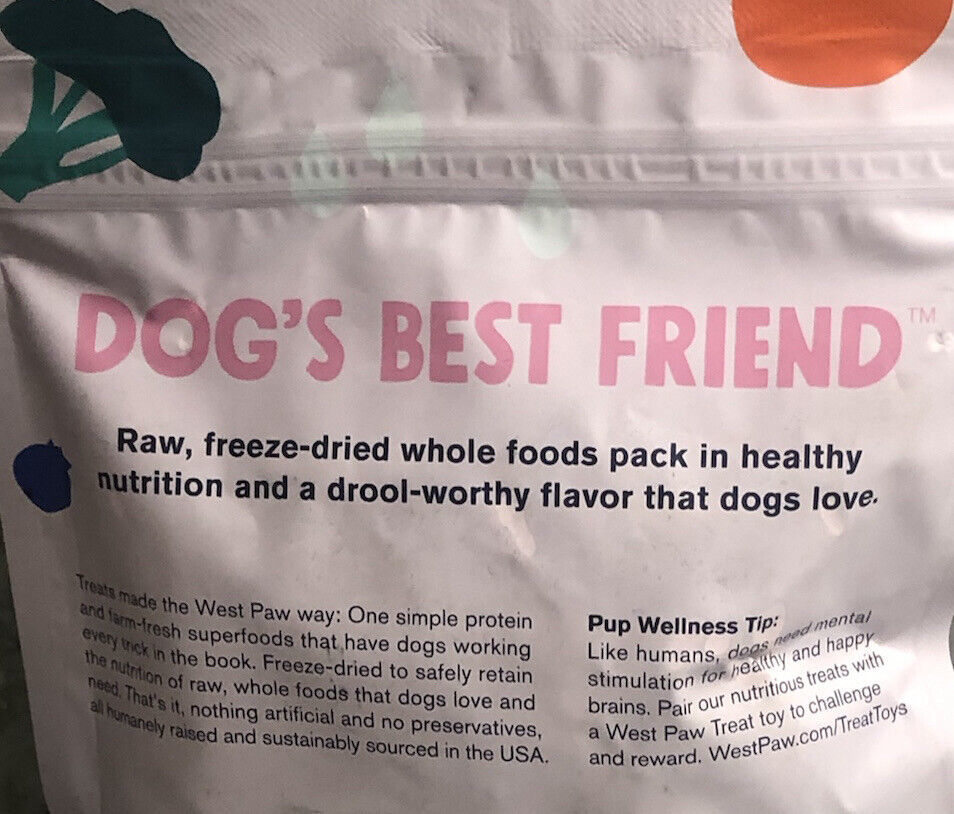 DOG'S BEST FRIEND™
Raw, freeze-dried whole foods pack in healthy
nutrition and a drool-worthy flavor that dogs love.
Treats made the West Paw way: One simple protein
and farm-fresh superfoods that have dogs working
every trick in the book. Freeze-dried to safely retain
the nutrition of raw, whole foods that dogs love and
need. That's it, nothing artificial and no preservatives,
all humanely raised and sustainably sourced in the USA.
Pup Wellness Tip:
Like humans, dogs need mental
stimulation for healthy and happy
brains. Pair our nutritious treats with
a West Paw Treat toy to challenge
and reward. WestPaw.com/TreatToys